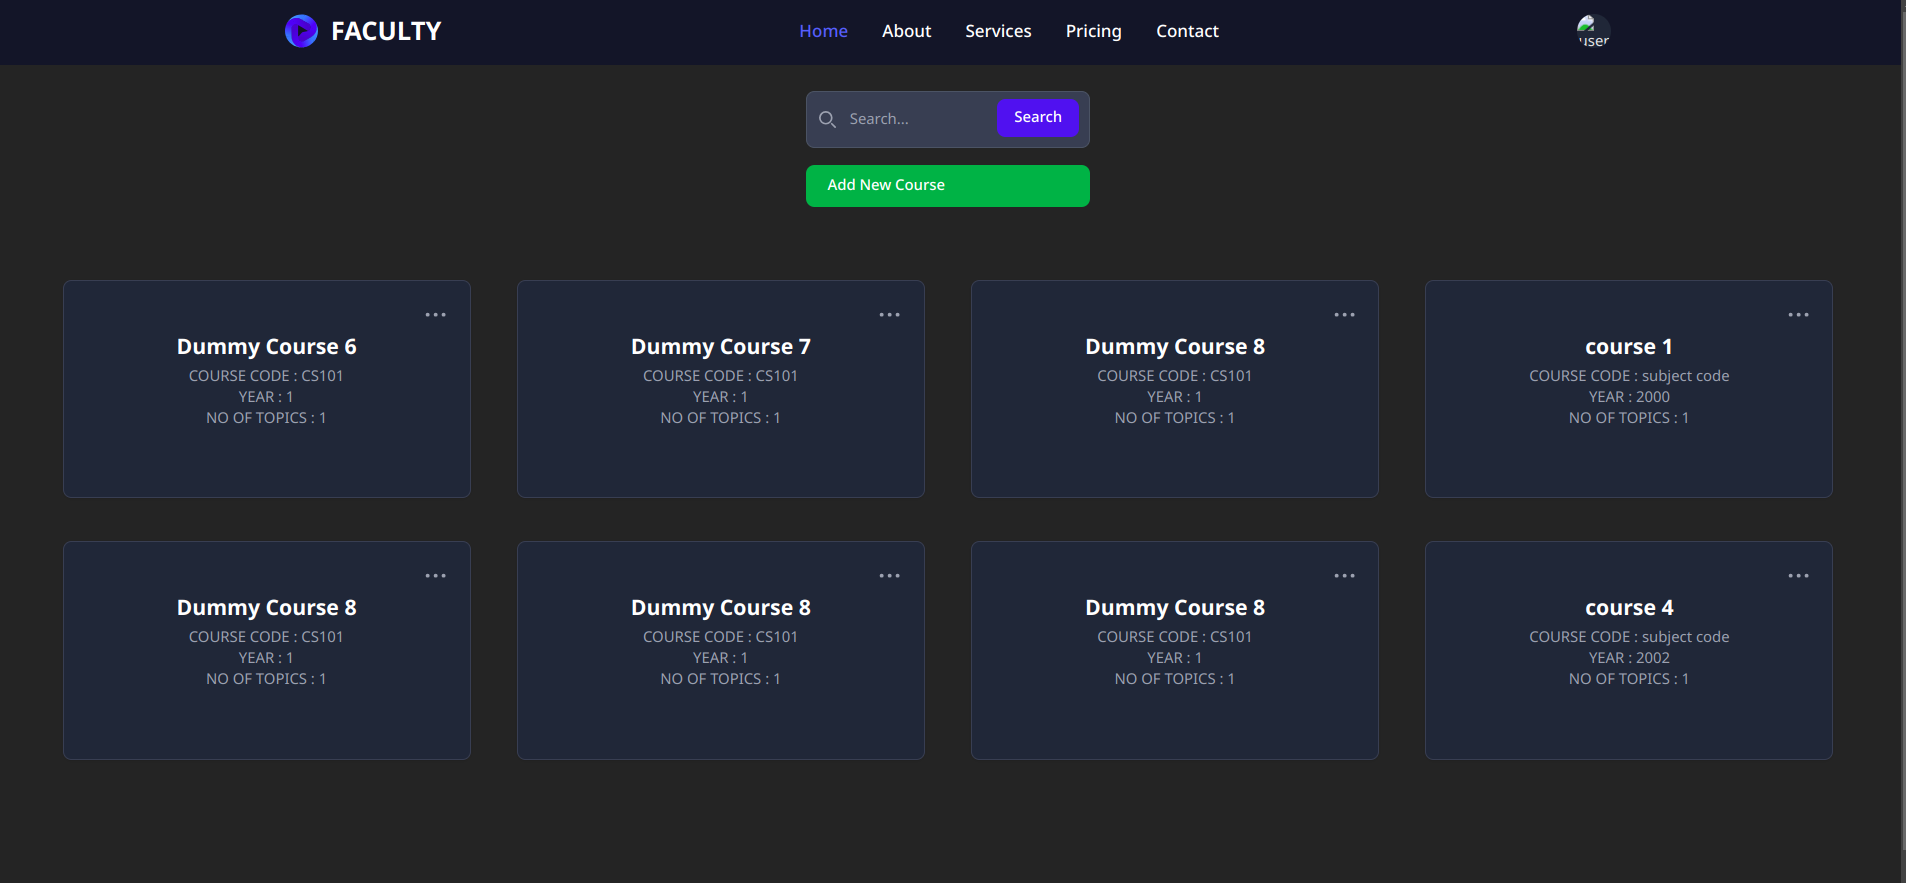 FACULTY
Home About Services Pricing Contact
user
Search...
Search
Add New Course
Dummy Course 6
COURSE CODE : CS101
YEAR : 1
NO OF TOPICS : 1
Dummy Course 7
COURSE CODE : CS101
YEAR : 1
NO OF TOPICS : 1
Dummy Course 8
COURSE CODE : CS101
YEAR : 1
NO OF TOPICS : 1
course 1
COURSE CODE : subject code
YEAR : 2000
NO OF TOPICS : 1
Dummy Course 8
COURSE CODE : CS101
YEAR : 1
NO OF TOPICS : 1
Dummy Course 8
COURSE CODE : CS101
YEAR : 1
NO OF TOPICS : 1
Dummy Course 8
COURSE CODE : CS101
YEAR : 1
NO OF TOPICS : 1
course 4
COURSE CODE : subject code
YEAR : 2002
NO OF TOPICS : 1